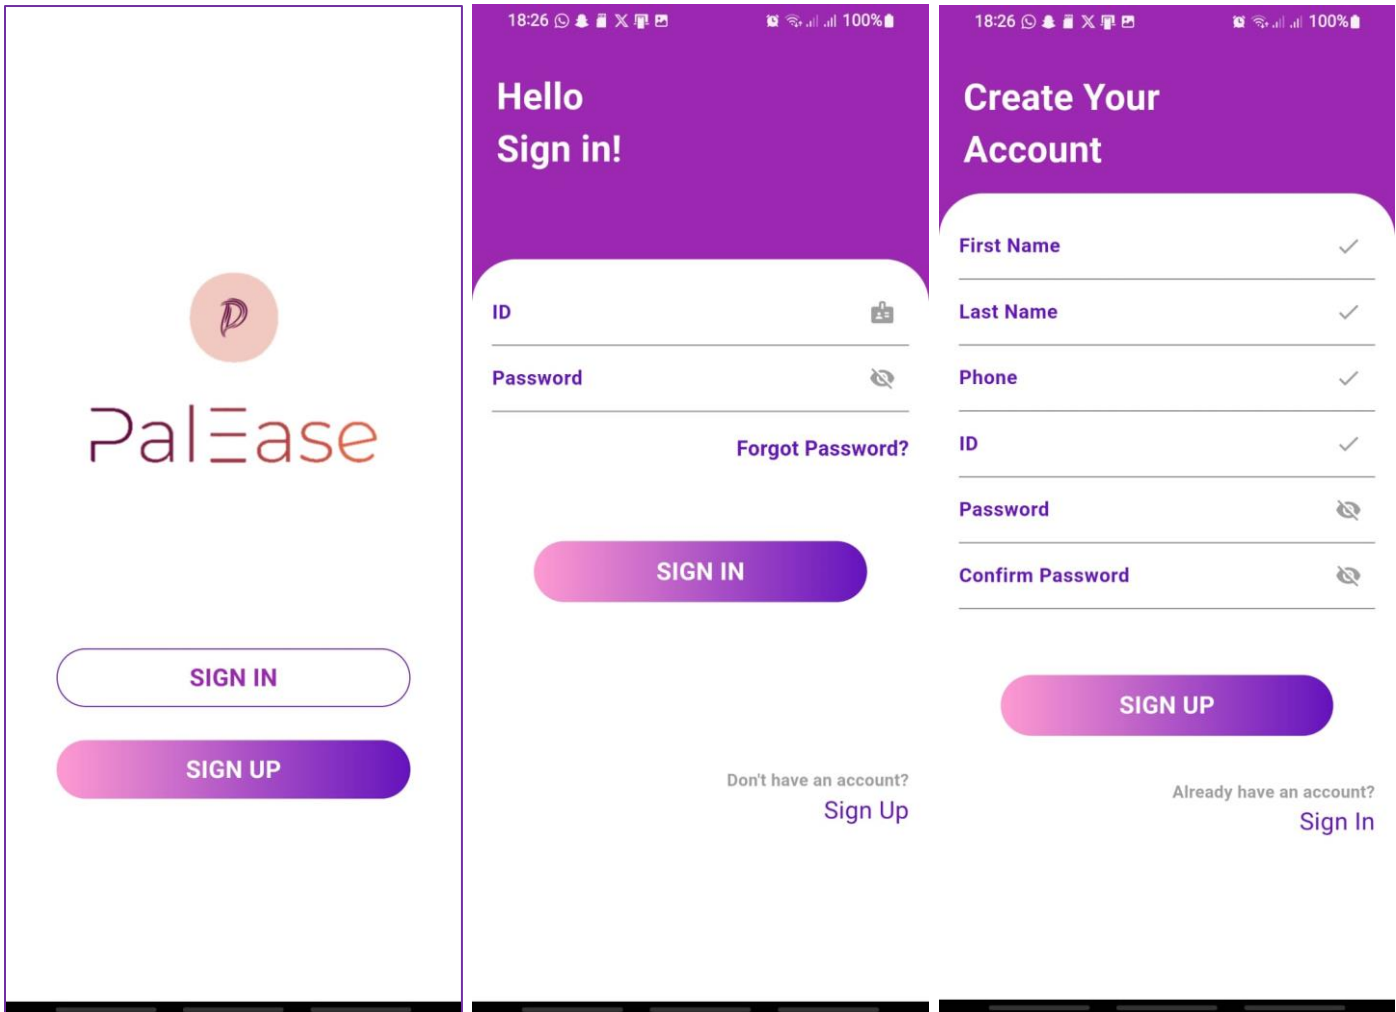 P
PalEase
SIGN IN
SIGN UP
18:26
100%
Hello
Sign in!
ID
Password
Forgot Password?
SIGN IN
Don't have an account?
Sign Up
18:26
100%
Create Your
Account
First Name
Last Name
Phone
ID
Password
Confirm Password
SIGN UP
Already have an account?
Sign In